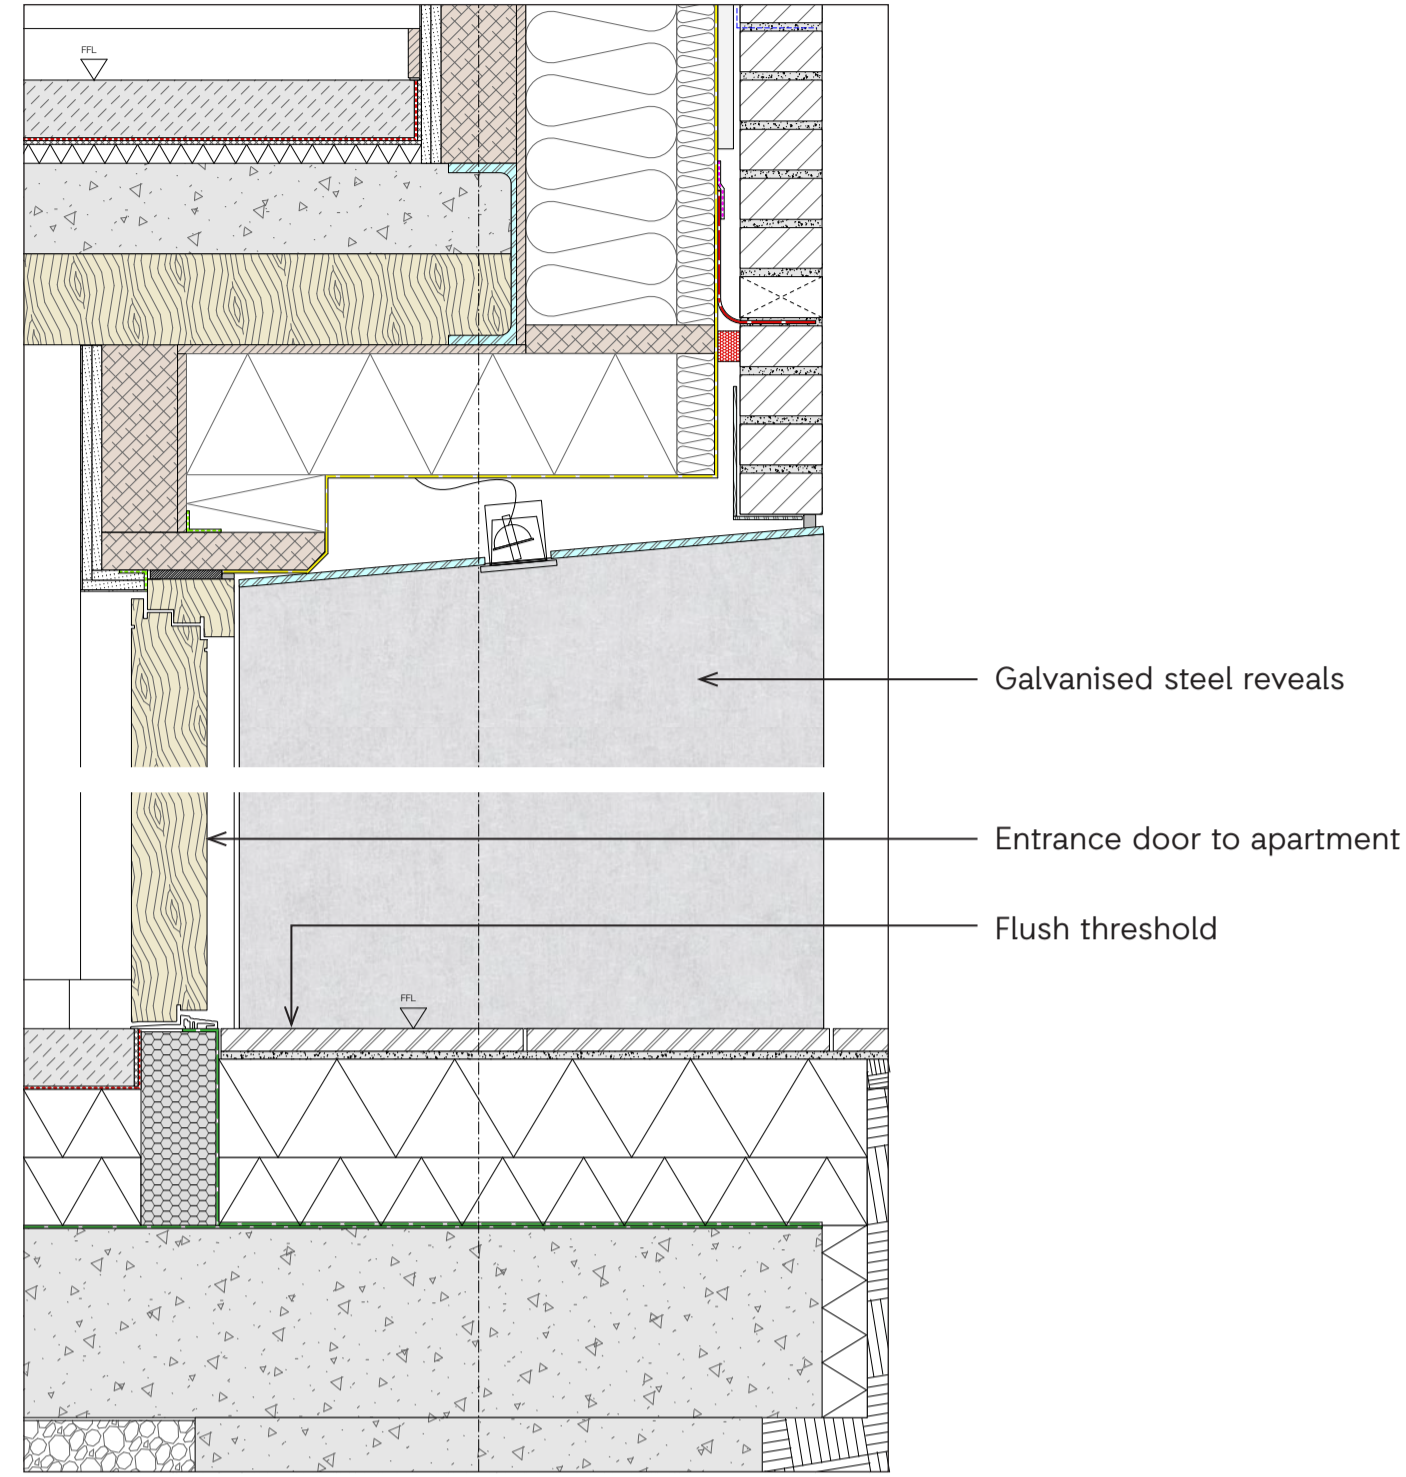 FFL
Galvanised steel reveals
Entrance door to apartment
Flush threshold
FFL